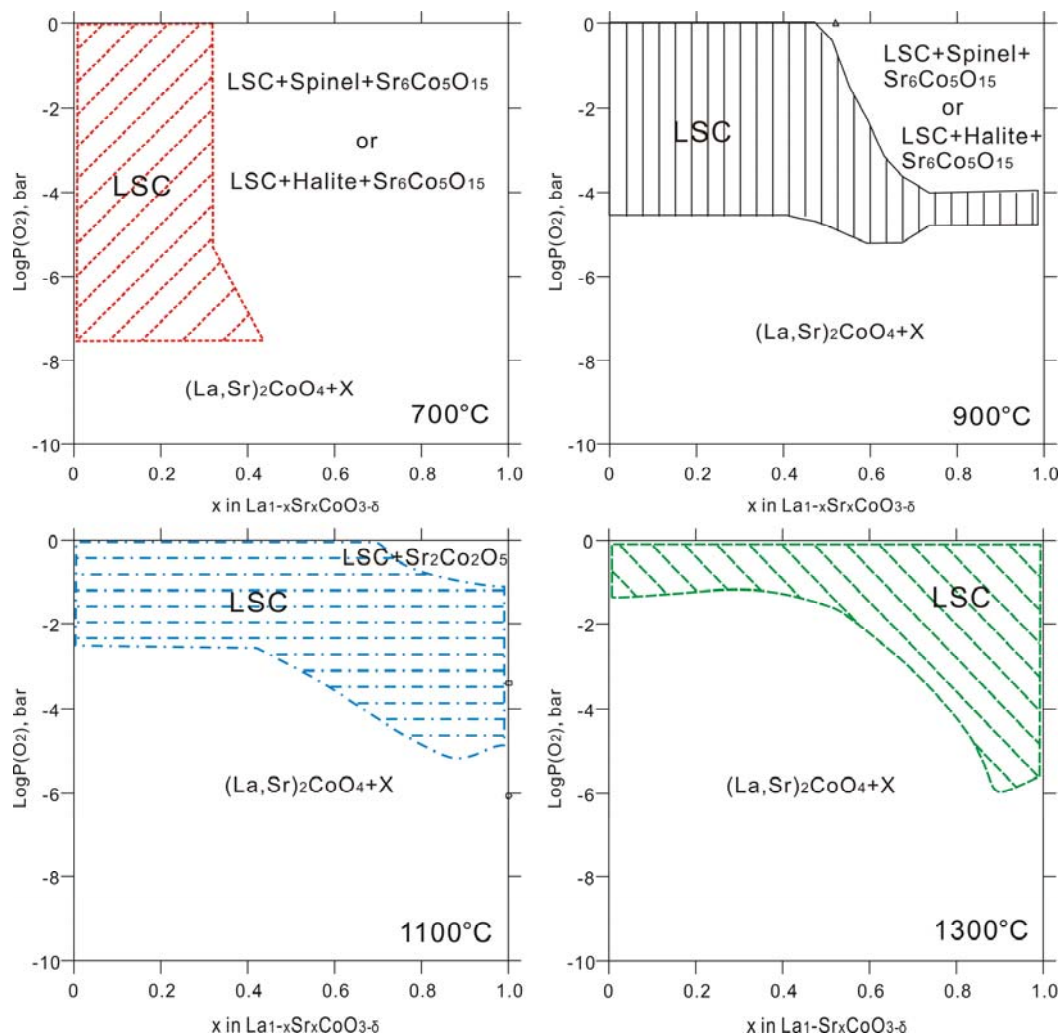 0
-2
-4
-6
-8
-10
LogP(O₂), bar
LSC+Spinel+Sr₆Co₅O₁₅
or
LSC+Halite+Sr₆Co₅O₁₅
LSC
(La,Sr)₂CoO₄+X
700°C
0 0.2 0.4 0.6 0.8 1.0
x in La₁-ₓSrₓCoO₃-δ
0
-2
-4
-6
-8
-10
LogP(O₂), bar
LSC+Spinel+
Sr₆Co₅O₁₅
or
LSC+Halite+
Sr₆Co₅O₁₅
LSC
(La,Sr)₂CoO₄+X
900°C
0 0.2 0.4 0.6 0.8 1.0
x in La₁-ₓSrₓCoO₃-δ
0
-2
-4
-6
-8
-10
LogP(O₂), bar
LSC+Sr₂Co₂O₅
LSC
(La,Sr)₂CoO₄+X
1100°C
0 0.2 0.4 0.6 0.8 1.0
x in La₁-ₓSrₓCoO₃-δ
0
-2
-4
-6
-8
-10
LogP(O₂), bar
LSC
(La,Sr)₂CoO₄+X
1300°C
0 0.2 0.4 0.6 0.8 1.0
x in La₁-SrₓCoO₃-δ